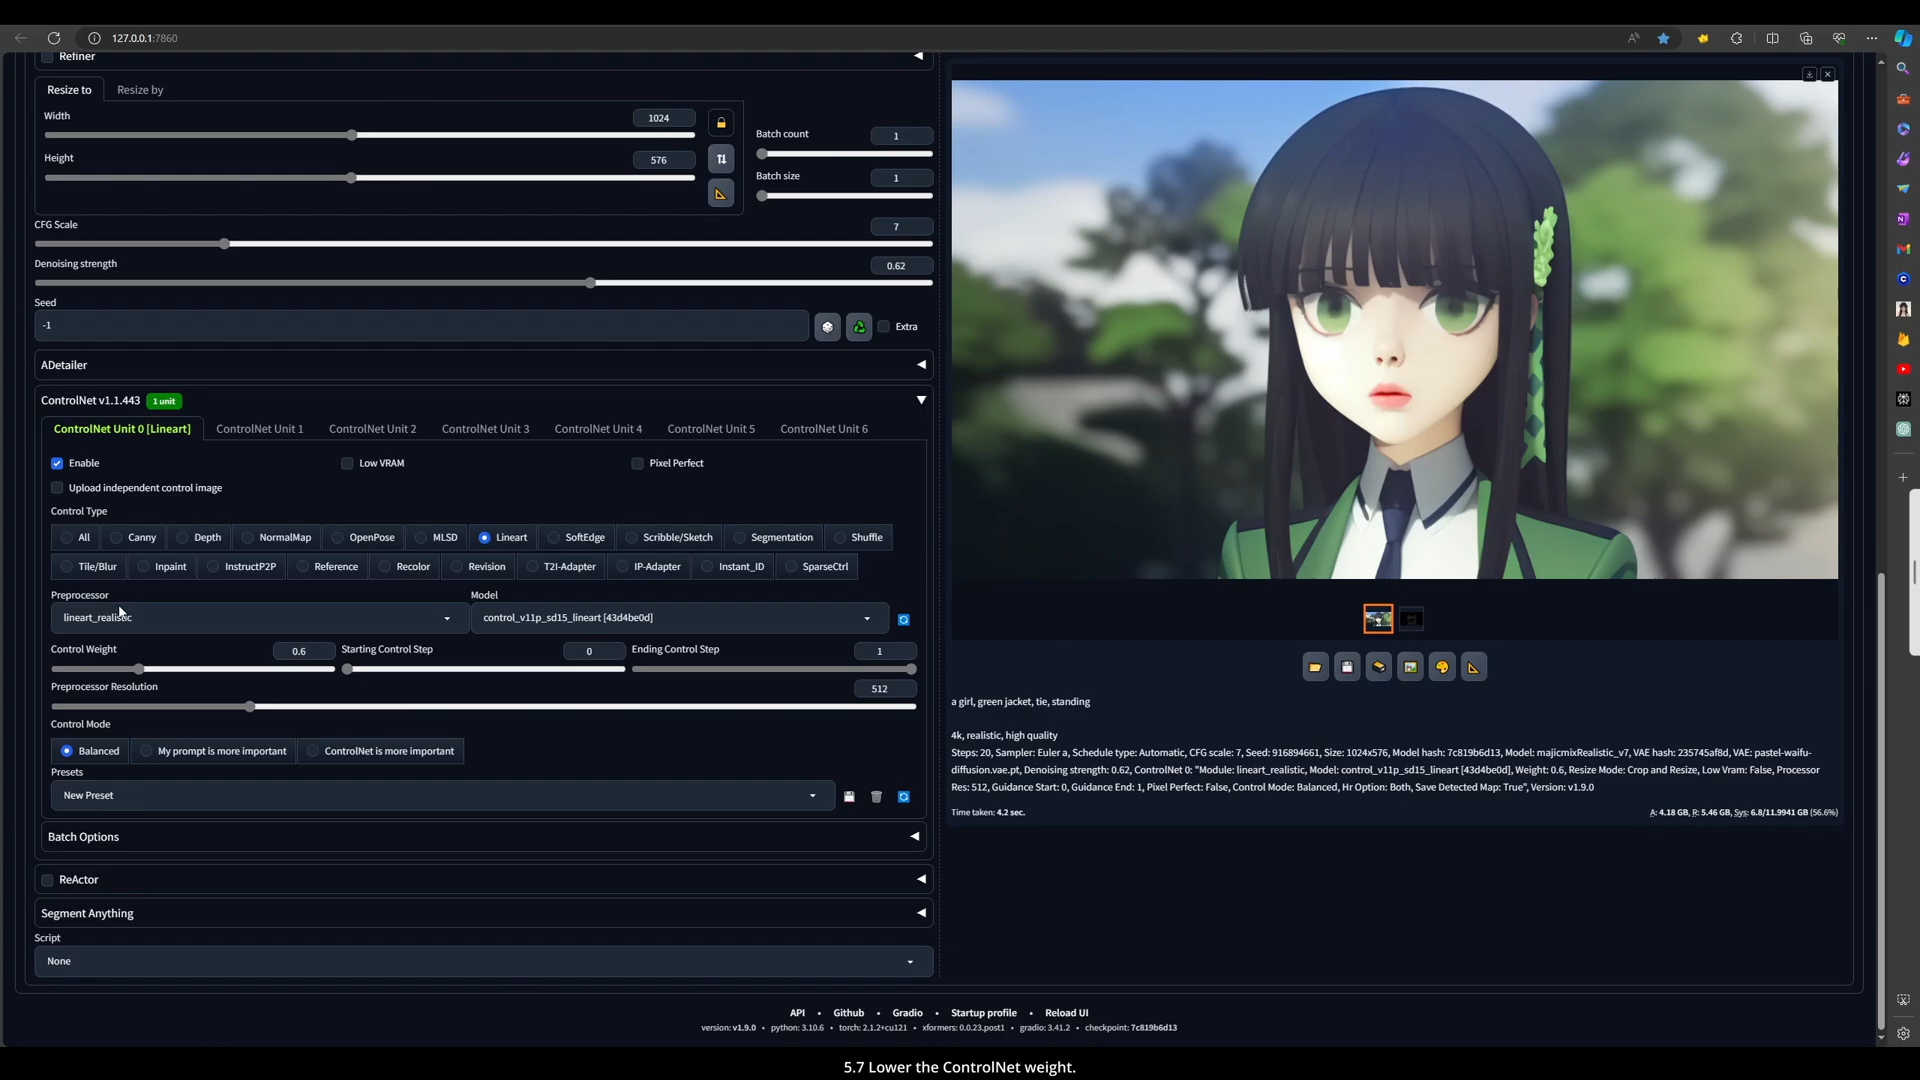 127.0.0.1:7860
Refiner
Resize to
Resize by
Width
1024
Height
576
Batch count
1
Batch size
1
CFG Scale
7
Denoising strength
0.62
Seed
-1
Extra
ADetailer
ControlNet v1.1.443
1 unit
ControlNet Unit 0 [Lineart]
ControlNet Unit 1
ControlNet Unit 2
ControlNet Unit 3
ControlNet Unit 4
ControlNet Unit 5
ControlNet Unit 6
Enable
Low VRAM
Pixel Perfect
Upload independent control image
Control Type
All
Canny
Depth
NormalMap
OpenPose
MLSD
Lineart
SoftEdge
Scribble/Sketch
Segmentation
Shuffle
Tile/Blur
Inpaint
InstructP2P
Reference
Recolor
Revision
T2I-Adapter
IP-Adapter
Instant_ID
SparseCtrl
Preprocessor
Model
lineart_realistic
control_v11p_sd15_lineart [43d4be0d]
Control Weight
0.6
Starting Control Step
0
Ending Control Step
1
Preprocessor Resolution
512
Control Mode
Balanced
My prompt is more important
ControlNet is more important
Presets
New Preset
Batch Options
ReActor
Segment Anything
Script
None
a girl, green jacket, tie, standing
4k, realistic, high quality
Steps: 20, Sampler: Euler a, Schedule type: Automatic, CFG scale: 7, Seed: 916894661, Size: 1024x576, Model hash: 7c819b6d13, Model: majicmixRealistic_v7, VAE hash: 235745af8d, VAE: pastel-waifu-
diffusion.vae.pt, Denoising strength: 0.62, ControlNet 0: "Module: lineart_realistic, Model: control_v11p_sd15_lineart [43d4be0d], Weight: 0.6, Resize Mode: Crop and Resize, Low Vram: False, Processor
Res: 512, Guidance Start: 0, Guidance End: 1, Pixel Perfect: False, Control Mode: Balanced, Hr Option: Both, Save Detected Map: True", Version: v1.9.0
Time taken: 4.2 sec.
A: 4.18 GB, R: 5.46 GB, Sys: 6.8/11.9941 GB (56.6%)
API • Github • Gradio • Startup profile • Reload UI
version: v1.9.0 • python: 3.10.6 • torch: 2.1.2+cu121 • xformers: 0.0.23.post1 • gradio: 3.41.2 • checkpoint: 7c819b6d13
5.7 Lower the ControlNet weight.